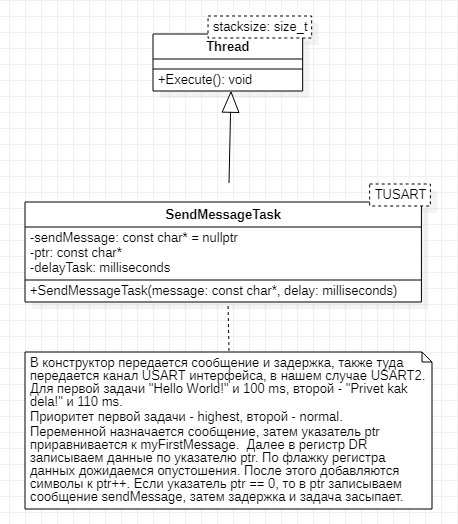 stacksize: size_t
Thread
+Execute(): void
TUSART
SendMessageTask
-sendMessage: const char* = nullptr
-ptr: const char*
-delayTask: milliseconds
+SendMessageTask(message: const char*, delay: milliseconds)
В конструктор передается сообщение и задержка, также туда
передается канал USART интерфейса, в нашем случае USART2.
Для первой задачи "Hello World!" и 100 ms, второй - "Privet kak
dela!" и 110 ms.
Приоритет первой задачи - highest, второй - normal.
Переменной назначается сообщение, затем указатель ptr
приравнивается к myFirstMessage. Далее в регистр DR
записываем данные по указателю ptr. По флажку регистра
данных дожидаемся опустошения. После этого добавляются
символы к ptr++. Если указатель ptr == 0, то в ptr записываем
сообщение sendMessage, затем задержка и задача засыпает.